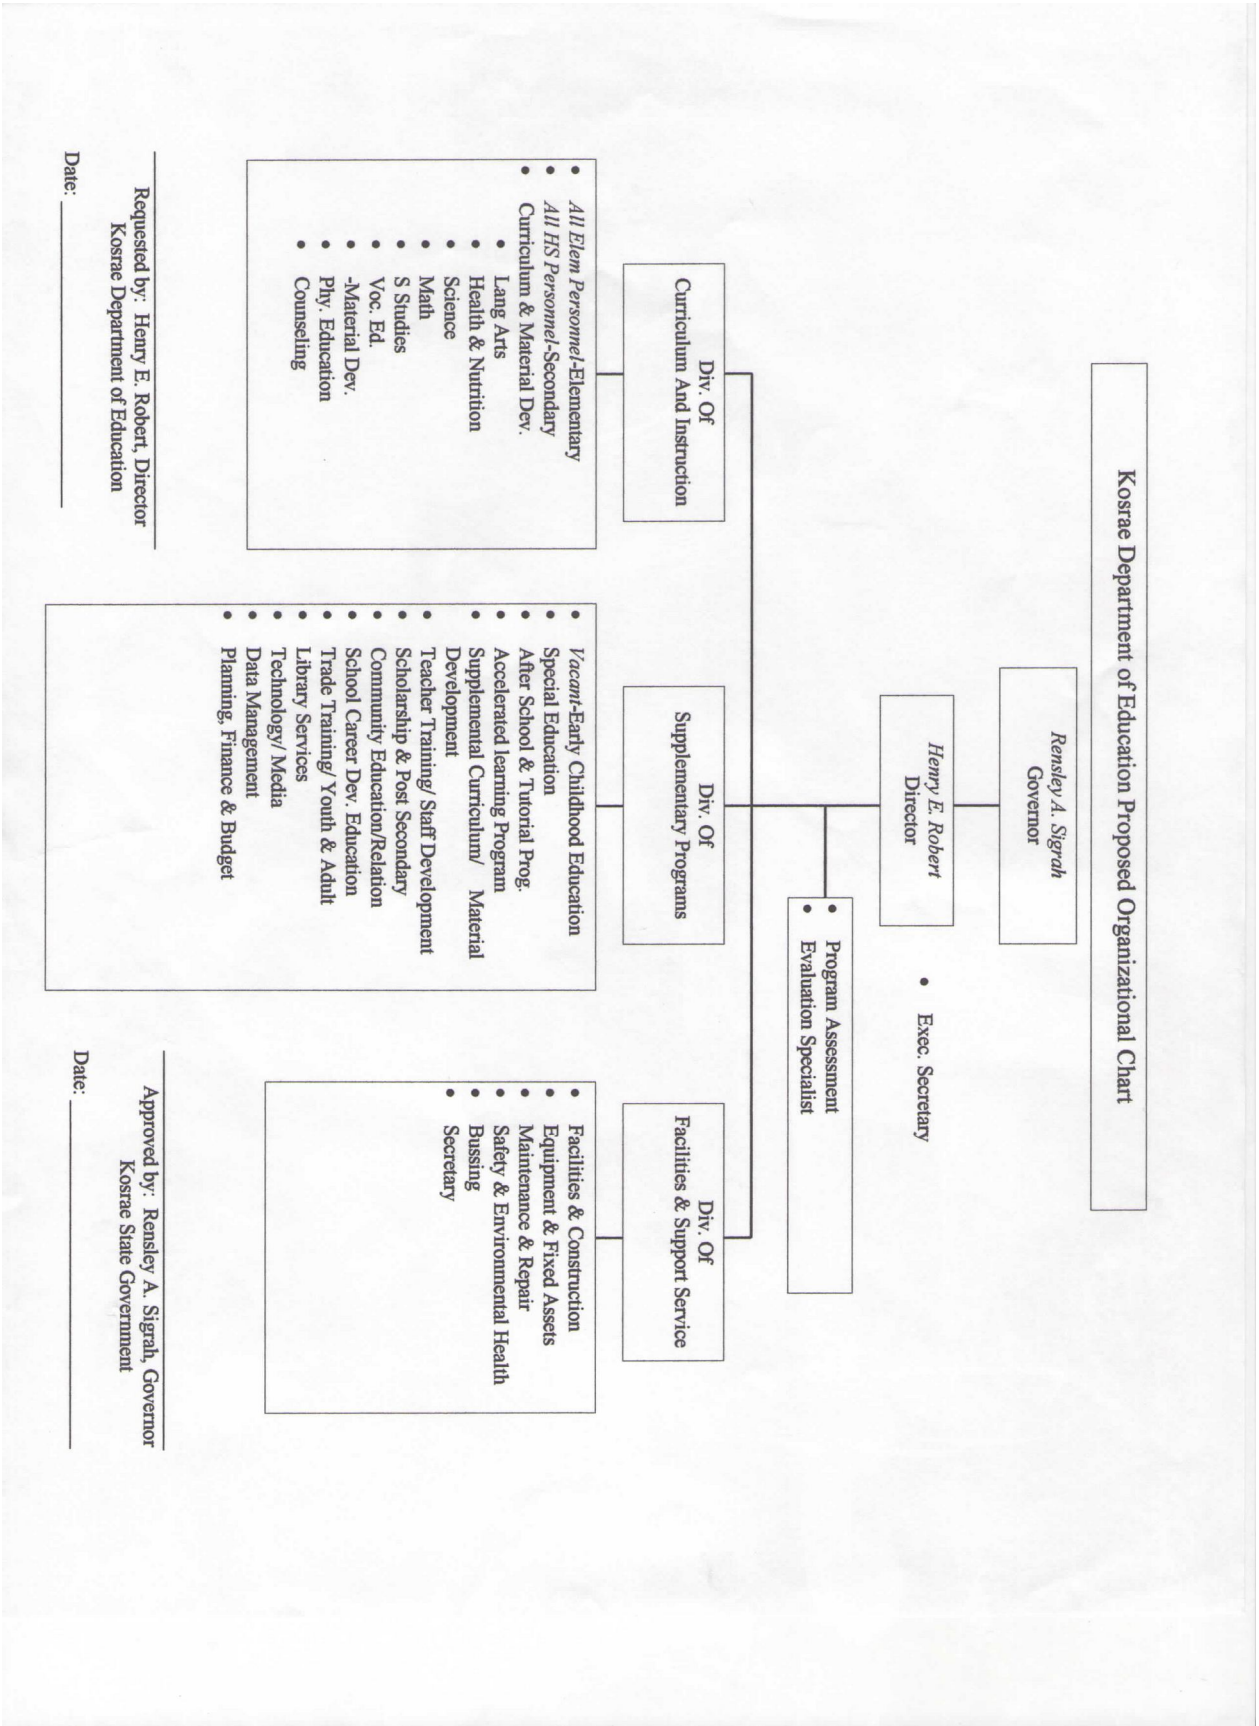 Kosrae Department of Education Proposed Organizational Chart
Rensley A. Sigrah
Governor
Henry E. Robert
Director
• Exec. Secretary
• Program Assessment
• Evaluation Specialist
Div. Of
Curriculum And Instruction
• All Elem Personnel-Elementary
• All HS Personnel-Secondary
• Curriculum & Material Dev.
• Lang Arts
• Health & Nutrition
• Science
• Math
• S Studies
• Voc. Ed.
• -Material Dev.
• Phy. Education
• Counseling
Div. Of
Supplementary Programs
• Vacant-Early Childhood Education
• Special Education
• After School & Tutorial Prog.
• Accelerated learning Program
• Supplemental Curriculum/ Material
Development
• Teacher Training/ Staff Development
• Scholarship & Post Secondary
• Community Education/Relation
• School Career Dev. Education
• Trade Training/ Youth & Adult
• Library Services
• Technology/ Media
• Data Management
• Planning, Finance & Budget
Div. Of
Facilities & Support Service
• Facilities & Construction
• Equipment & Fixed Assets
• Maintenance & Repair
• Safety & Environmental Health
• Bussing
• Secretary
Requested by: Henry E. Robert, Director
Kosrae Department of Education
Date:
Approved by: Rensley A. Sigrah, Governor
Kosrae State Government
Date: